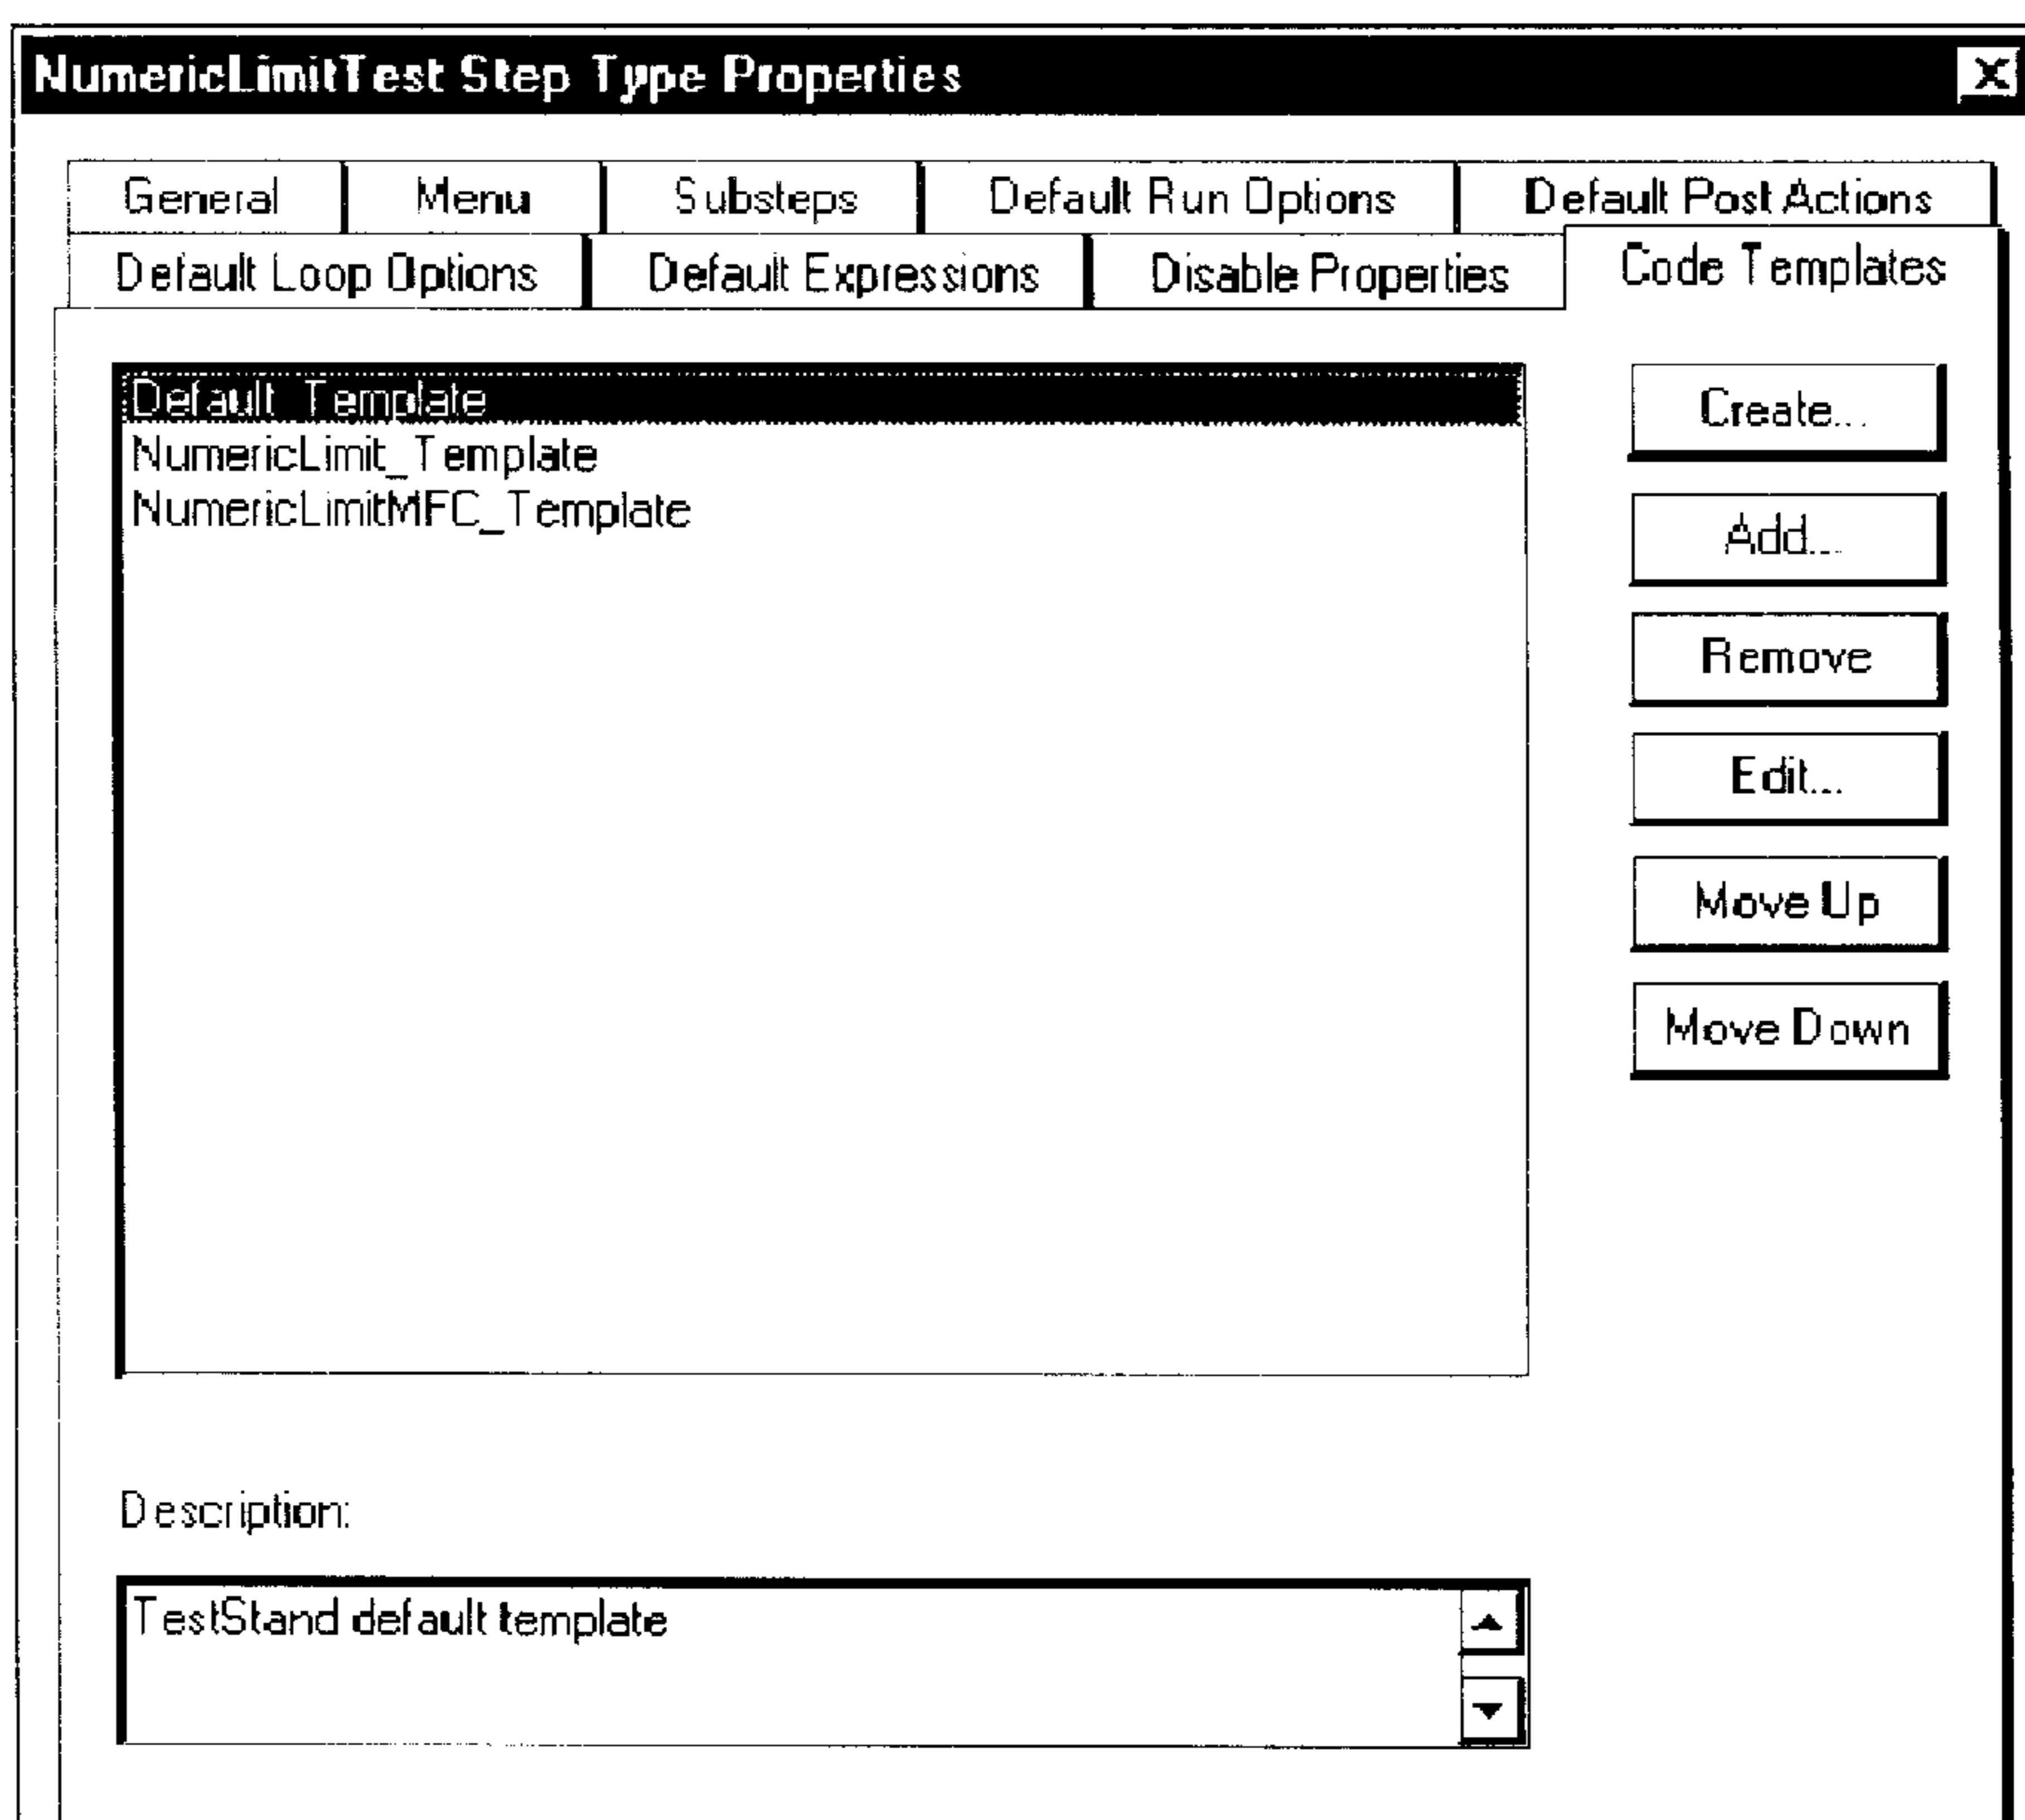 NumericLimitTest Step Type Properties
General Menu Substeps Default Run Options Default Post Actions
Default Loop Options Default Expressions Disable Properties Code Templates
Default_Template
NumericLimit_Template
NumericLimitMFC_Template
Create...
Add...
Remove
Edit...
Move Up
Move Down
Description:
TestStand default template